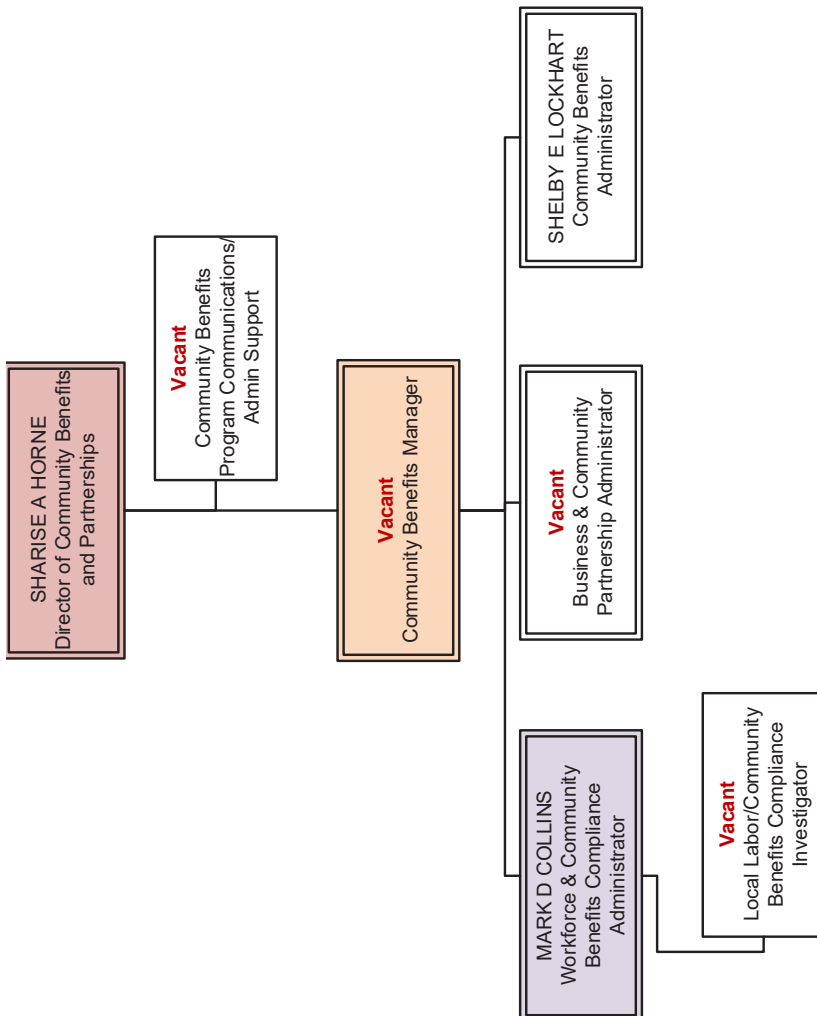 SHARISE A HORNE
Director of Community Benefits
and Partnerships
Vacant
Community Benefits
Program Communications/
Admin Support
Vacant
Community Benefits Manager
MARK D COLLINS
Workforce & Community
Benefits Compliance
Administrator
Vacant
Business & Community
Partnership Administrator
SHELBY E LOCKHART
Community Benefits
Administrator
Vacant
Local Labor/Community
Benefits Compliance
Investigator